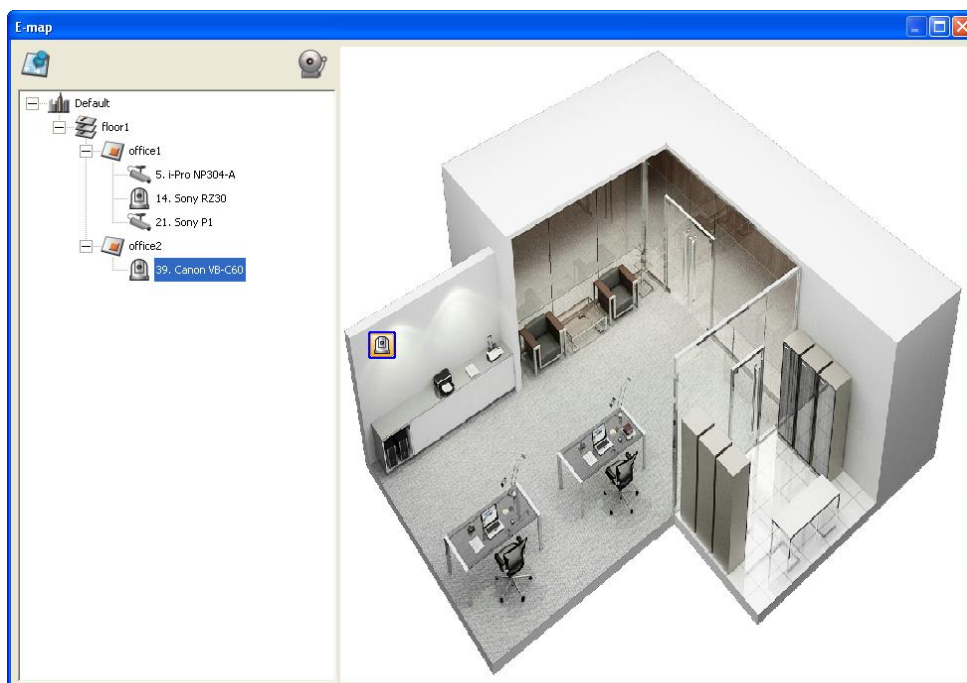 E-map
Default
floor1
office1
5. i-Pro NP304-A
14. Sony RZ30
21. Sony P1
office2
39. Canon VB-C60